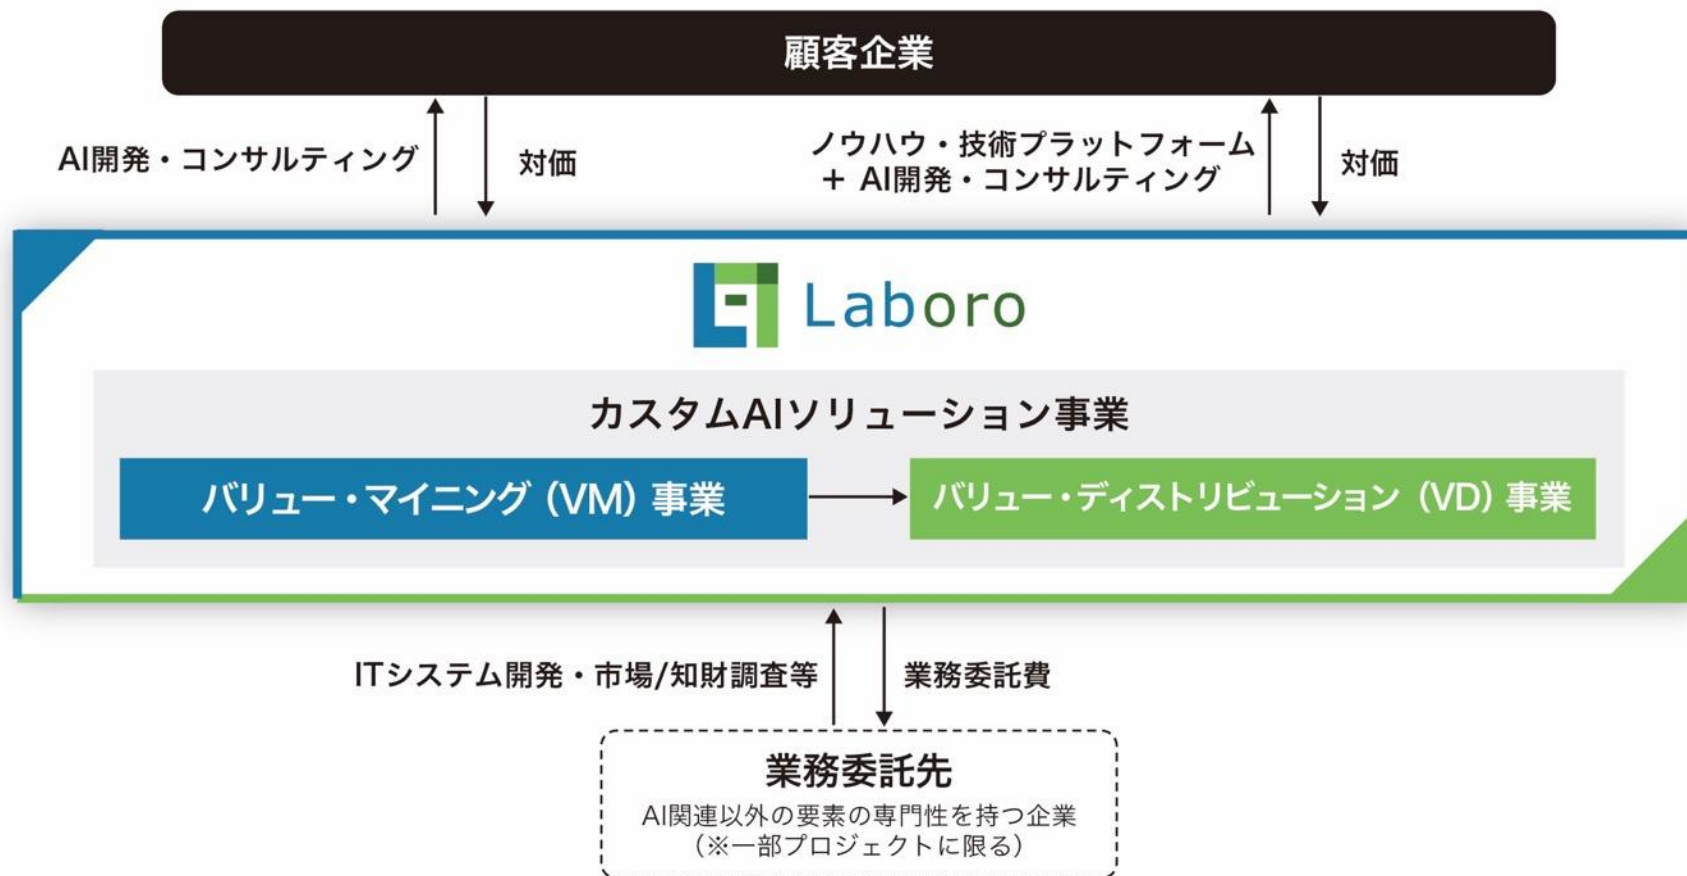 顧客企業
AI開発・コンサルティング
対価
ノウハウ・技術プラットフォーム
+ AI開発・コンサルティング
対価
Laboro
カスタムAIソリューション事業
バリュー・マイニング(VM)事業
バリュー・ディストリビューション(VD)事業
ITシステム開発・市場/知財調査等
業務委託費
業務委託先
AI関連以外の要素の専門性を持つ企業
(※一部プロジェクトに限る)